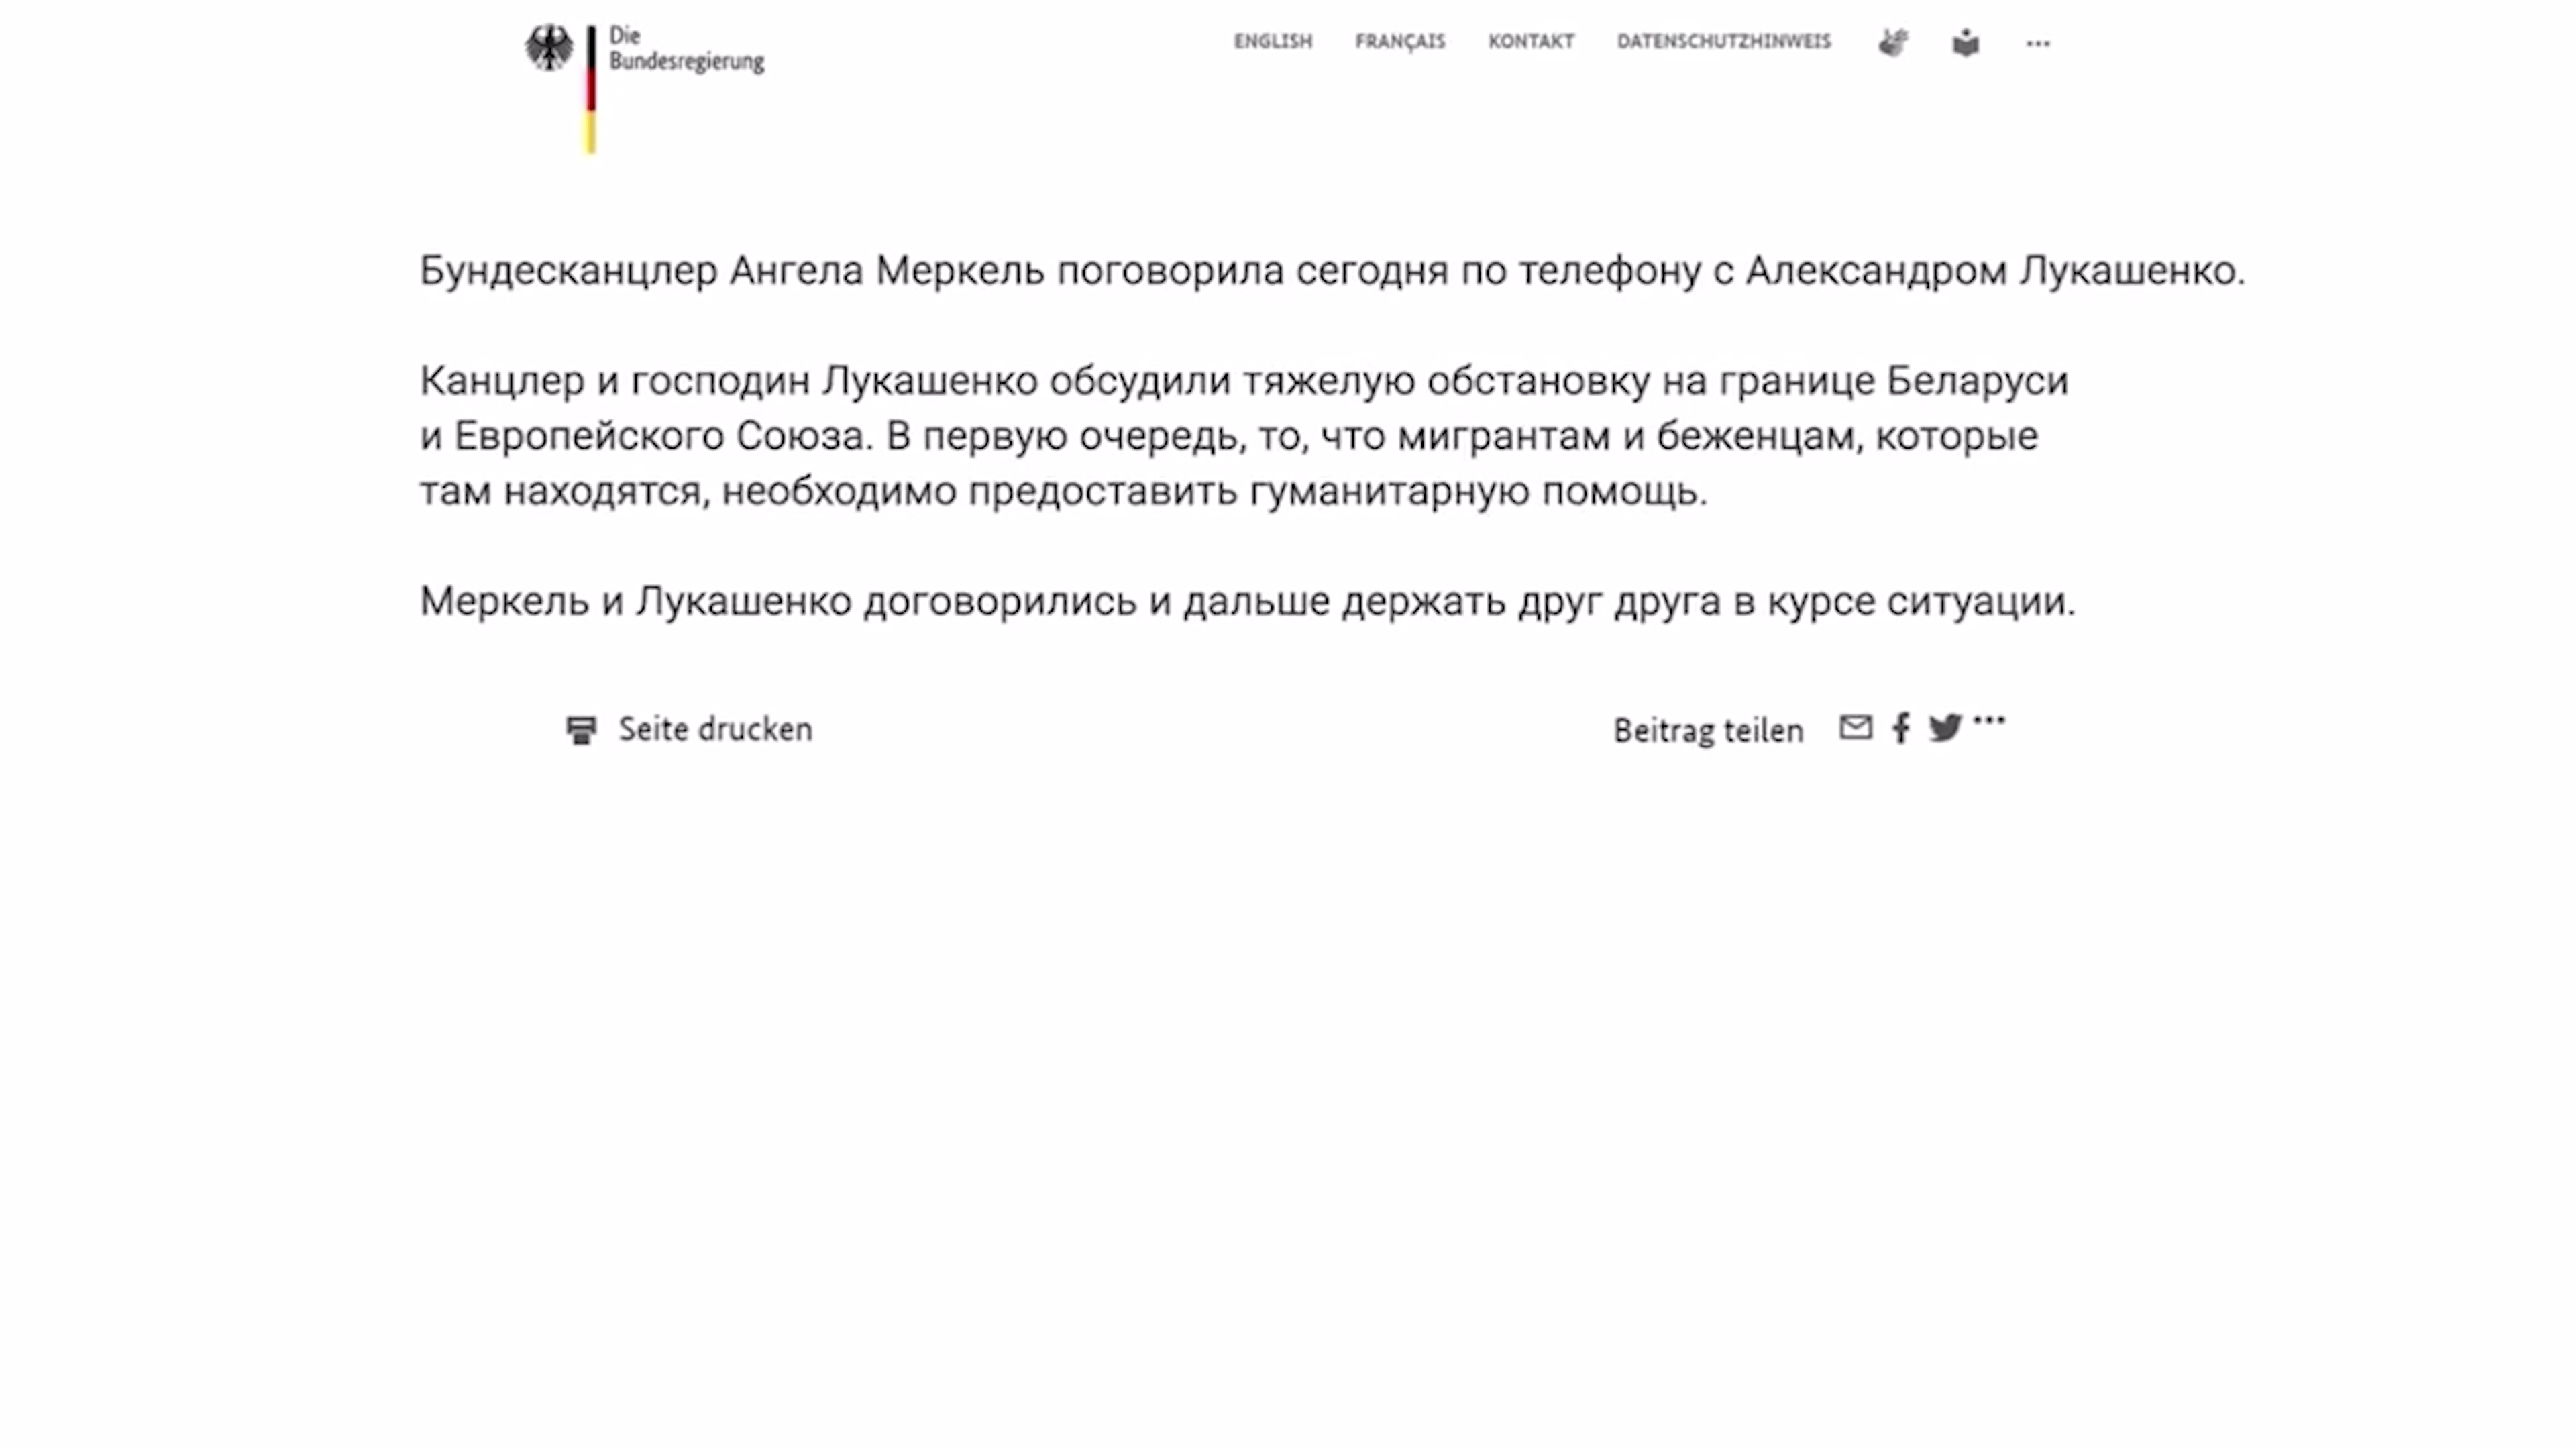 Die
Bundesregierung
ENGLISH FRANÇAIS KONTAKT DATENSCHUTZHINWEIS
Бундесканцлер Ангела Меркель поговорила сегодня по телефону с Александром Лукашенко.
Канцлер и господин Лукашенко обсудили тяжелую обстановку на границе Беларуси
и Европейского Союза. В первую очередь, то, что мигрантам и беженцам, которые
там находятся, необходимо предоставить гуманитарную помощь.
Меркель и Лукашенко договорились и дальше держать друг друга в курсе ситуации.
Seite drucken Beitrag teilen